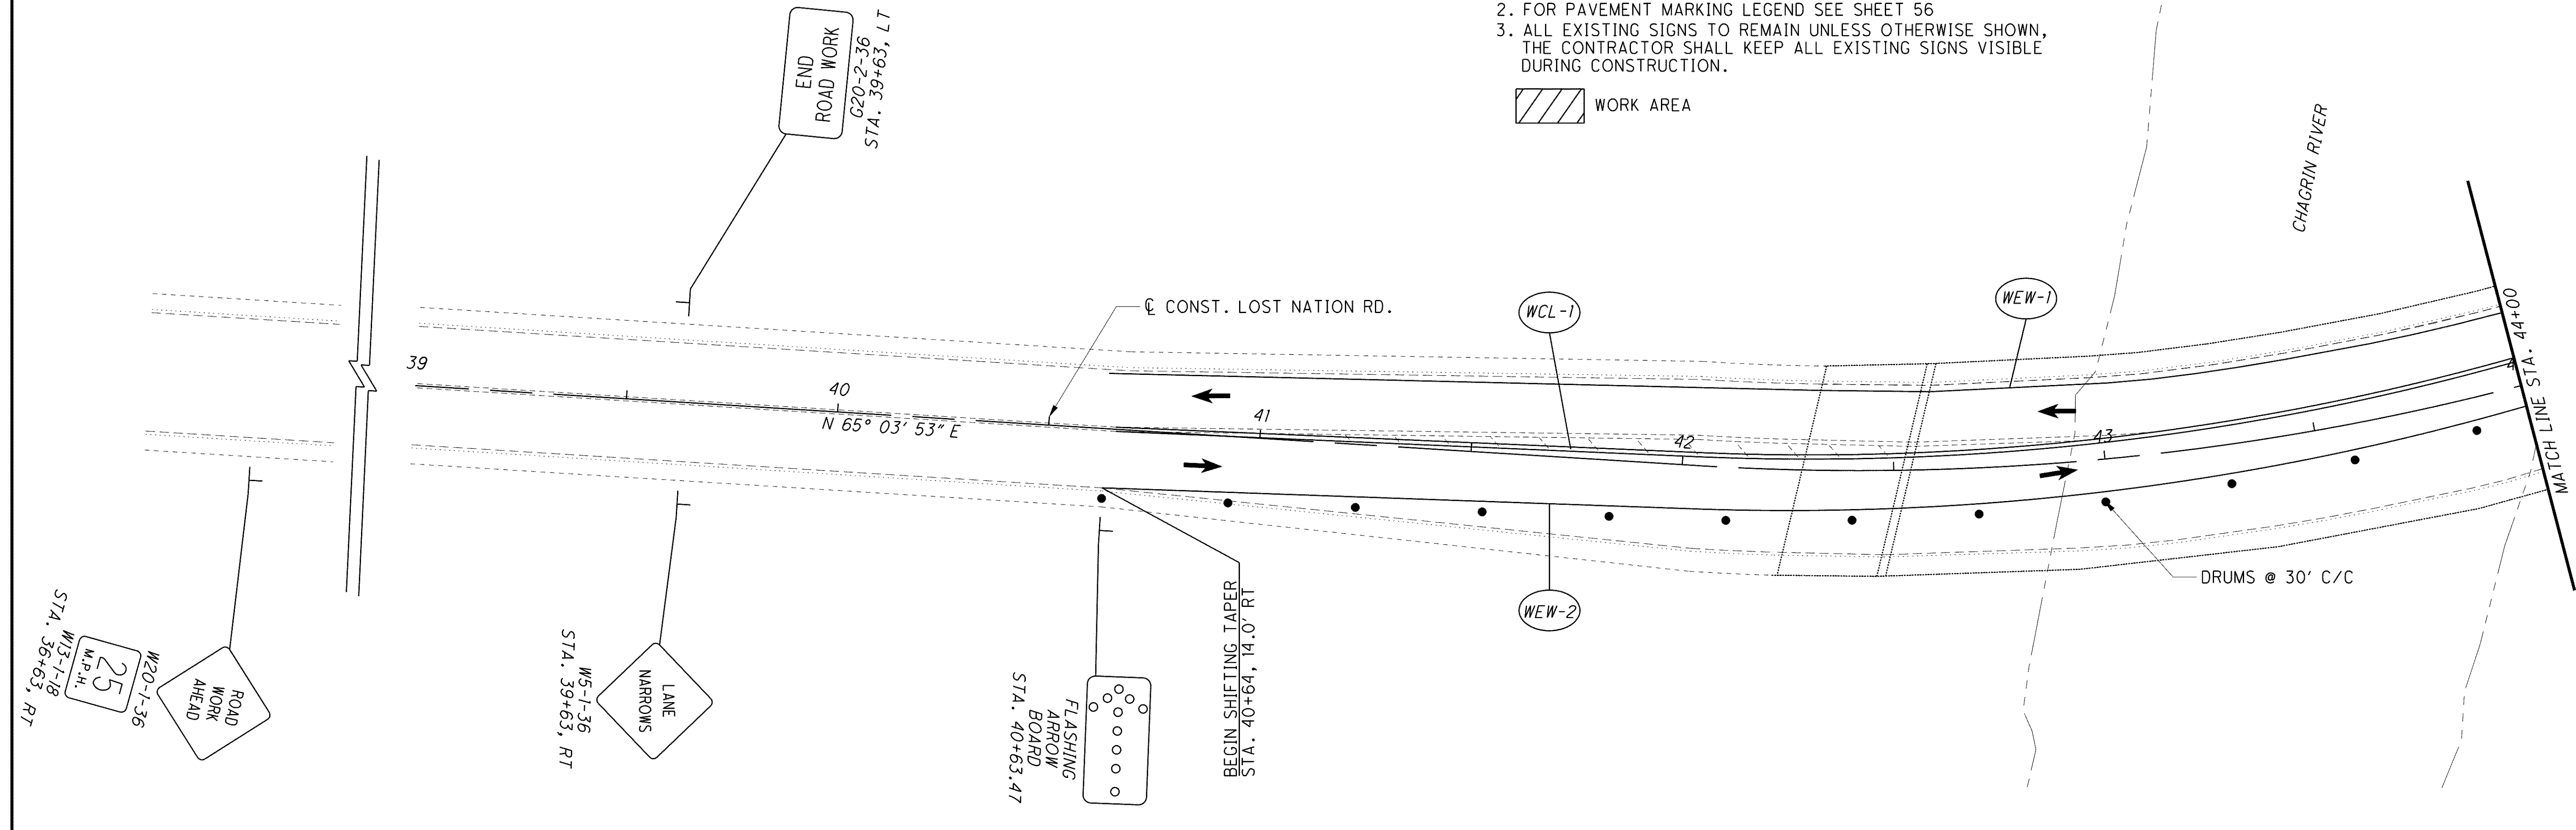 2. FOR PAVEMENT MARKING LEGEND SEE SHEET 56
3. ALL EXISTING SIGNS TO REMAIN UNLESS OTHERWISE SHOWN,
THE CONTRACTOR SHALL KEEP ALL EXISTING SIGNS VISIBLE
DURING CONSTRUCTION.
WORK AREA
END
ROAD WORK
G20-2-36
STA. 39+63, LT
CHAGRIN RIVER
℄ CONST. LOST NATION RD.
WCL-1
WEW-1
MATCH LINE STA. 44+00
39
40
41
42
43
N 65° 03' 53" E
WEW-2
DRUMS @ 30' C/C
BEGIN SHIFTING TAPER
STA. 40+64, 14.0' RT
FLASHING
ARROW
BOARD
STA. 40+63.47
LANE
NARROWS
W5-1-36
STA. 39+63, RT
ROAD
WORK
AHEAD
W20-1-36
25
M.P.H.
W13-1-18
STA. 36+63, RT